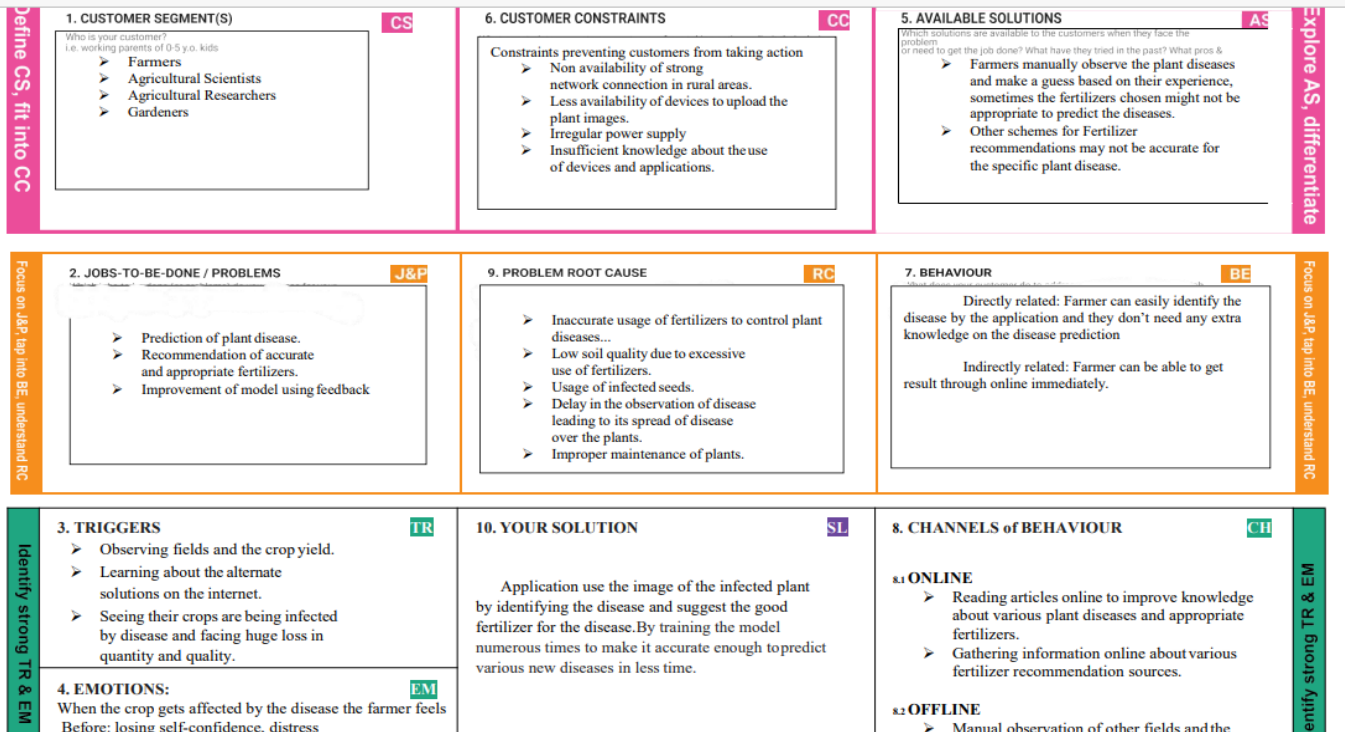 Define CS, fit into CC
1. CUSTOMER SEGMENT(S)
CS
Who is your customer?
i.e. working parents of 0-5 y.o. kids
➢ Farmers
➢ Agricultural Scientists
➢ Agricultural Researchers
➢ Gardeners
6. CUSTOMER CONSTRAINTS
CC
Constraints preventing customers from taking action
➢ Non availability of strong
network connection in rural areas.
➢ Less availability of devices to upload the
plant images.
➢ Irregular power supply
➢ Insufficient knowledge about the use
of devices and applications.
5. AVAILABLE SOLUTIONS
AS
Which solutions are available to the customers when they face the
problem
or need to get the job done? What have they tried in the past? What pros &
➢ Farmers manually observe the plant diseases
and make a guess based on their experience,
sometimes the fertilizers chosen might not be
appropriate to predict the diseases.
➢ Other schemes for Fertilizer
recommendations may not be accurate for
the specific plant disease.
Explore AS, differentiate
Focus on J&P, tap into BE, understand RC
2. JOBS-TO-BE-DONE / PROBLEMS
J&P
➢ Prediction of plant disease.
➢ Recommendation of accurate
and appropriate fertilizers.
➢ Improvement of model using feedback
9. PROBLEM ROOT CAUSE
RC
➢ Inaccurate usage of fertilizers to control plant
diseases...
➢ Low soil quality due to excessive
use of fertilizers.
➢ Usage of infected seeds.
➢ Delay in the observation of disease
leading to its spread of disease
over the plants.
➢ Improper maintenance of plants.
7. BEHAVIOUR
BE
Directly related: Farmer can easily identify the
disease by the application and they don't need any extra
knowledge on the disease prediction
Indirectly related: Farmer can be able to get
result through online immediately.
Focus on J&P, tap into BE, understand RC
Identify strong TR & EM
3. TRIGGERS
TR
➢ Observing fields and the crop yield.
➢ Learning about the alternate
solutions on the internet.
➢ Seeing their crops are being infected
by disease and facing huge loss in
quantity and quality.
4. EMOTIONS:
EM
When the crop gets affected by the disease the farmer feels
Before: losing self-confidence, distress
10. YOUR SOLUTION
SL
Application use the image of the infected plant
by identifying the disease and suggest the good
fertilizer for the disease.By training the model
numerous times to make it accurate enough topredict
various new diseases in less time.
8. CHANNELS of BEHAVIOUR
CH
8.1 ONLINE
➢ Reading articles online to improve knowledge
about various plant diseases and appropriate
fertilizers.
➢ Gathering information online about various
fertilizer recommendation sources.
8.2 OFFLINE
➢ Manual observation of other fields and the
entify strong TR & EM